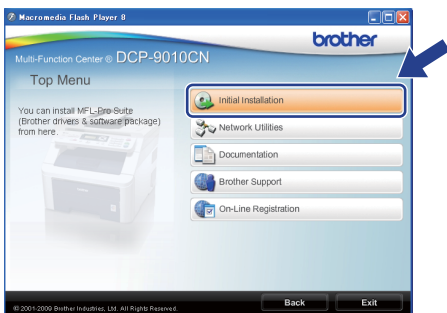 Macromedia Flash Player 8
brother
Multi-Function Center ® DCP-9010CN
Top Menu
You can install MFL-Pro Suite
(Brother drivers & software package)
from here.
Initial Installation
Network Utilities
Documentation
Brother Support
On-Line Registration
© 2001-2009 Brother Industries, Ltd. All Rights Reserved.
Back
Exit